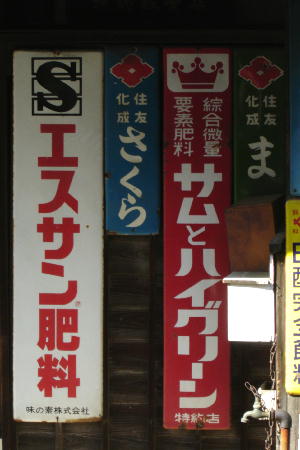 S
エスサン肥料
味の素株式会社
住友化成
さくら
綜合微量
要素肥料
サムとハイグリーン
特約店
住友化成
ま